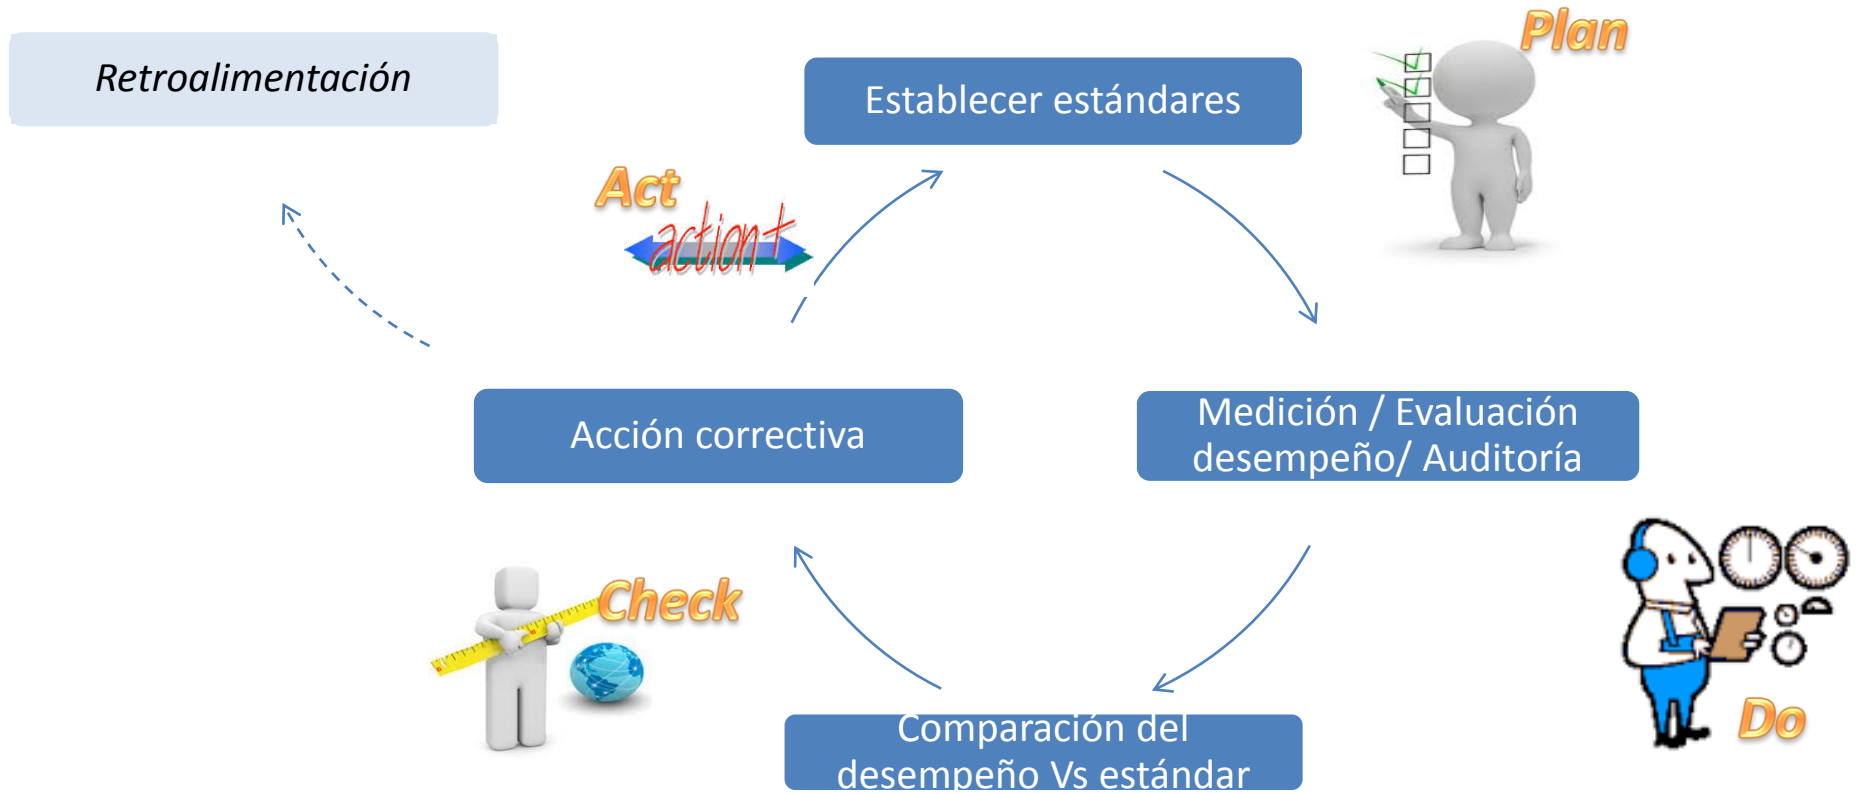 Retroalimentación
Plan
Establecer estándares
Act
action+
Acción correctiva
Medición / Evaluación
desempeño/ Auditoría
Check
Do
Comparación del
desempeño Vs estándar